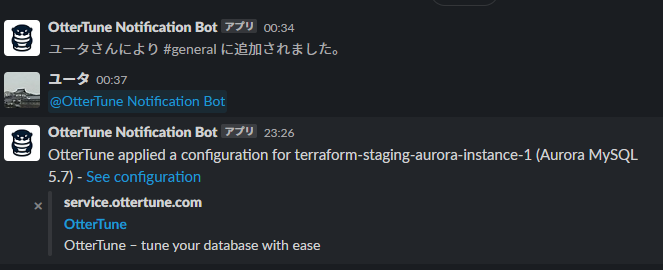 OtterTune Notification Bot アプリ 00:34
ユータさんにより #general に追加されました。
ユータ 00:37
@OtterTune Notification Bot
OtterTune Notification Bot アプリ 23:26
OtterTune applied a configuration for terraform-staging-aurora-instance-1 (Aurora MySQL
5.7) - See configuration
service.ottertune.com
OtterTune
OtterTune – tune your database with ease